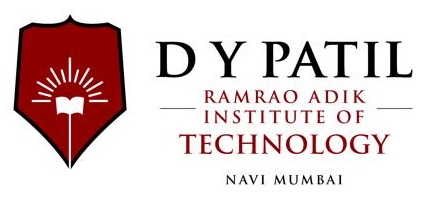 D Y PATIL
RAMRAO ADIK
INSTITUTE OF
TECHNOLOGY
NAVI MUMBAI